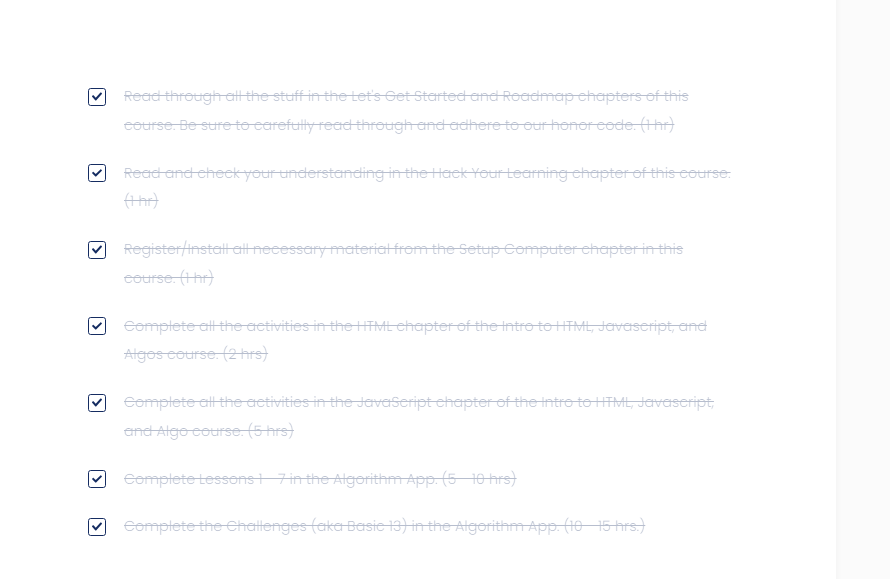 Read through all the stuff in the Let's Get Started and Roadmap chapters of this
course. Be sure to carefully read through and adhere to our honor code. (1 hr)
Read and check your understanding in the Hack Your Learning chapter of this course.
(1 hr)
Register/Install all necessary material from the Setup Computer chapter in this
course. (1 hr)
Complete all the activities in the HTML chapter of the Intro to HTML, Javascript, and
Algos course. (2 hrs)
Complete all the activities in the JavaScript chapter of the Intro to HTML, Javascript,
and Algo course. (5 hrs)
Complete Lessons 1 - 7 in the Algorithm App. (5 - 10 hrs)
Complete the Challenges (aka Basic 13) in the Algorithm App. (10 - 15 hrs.)